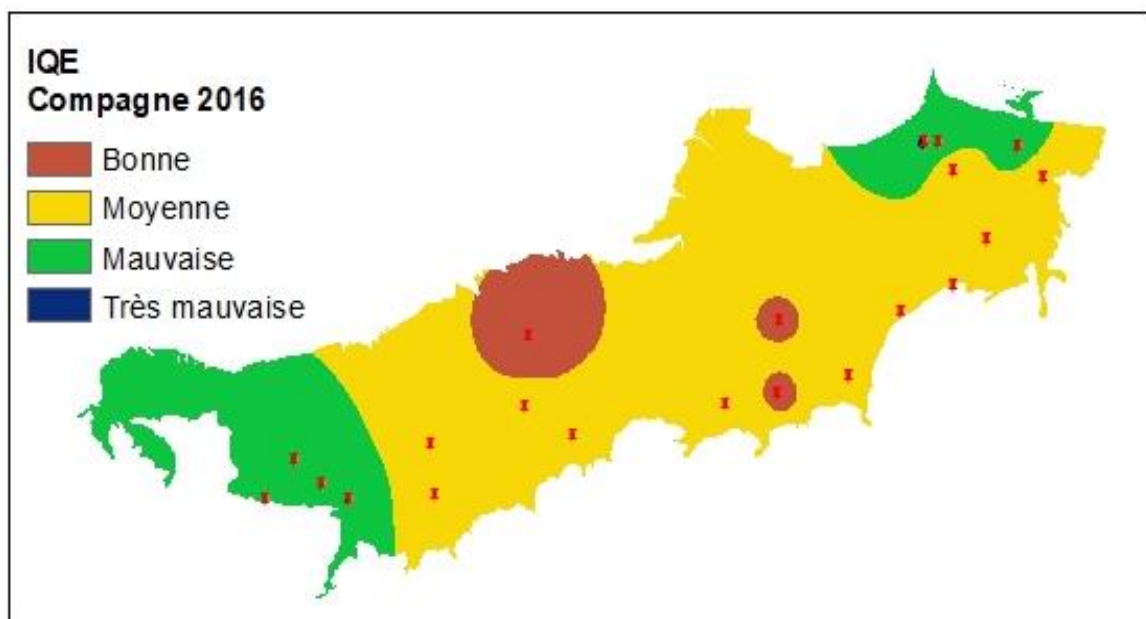 IQE
Compagne 2016
Bonne
Moyenne
Mauvaise
Très mauvaise